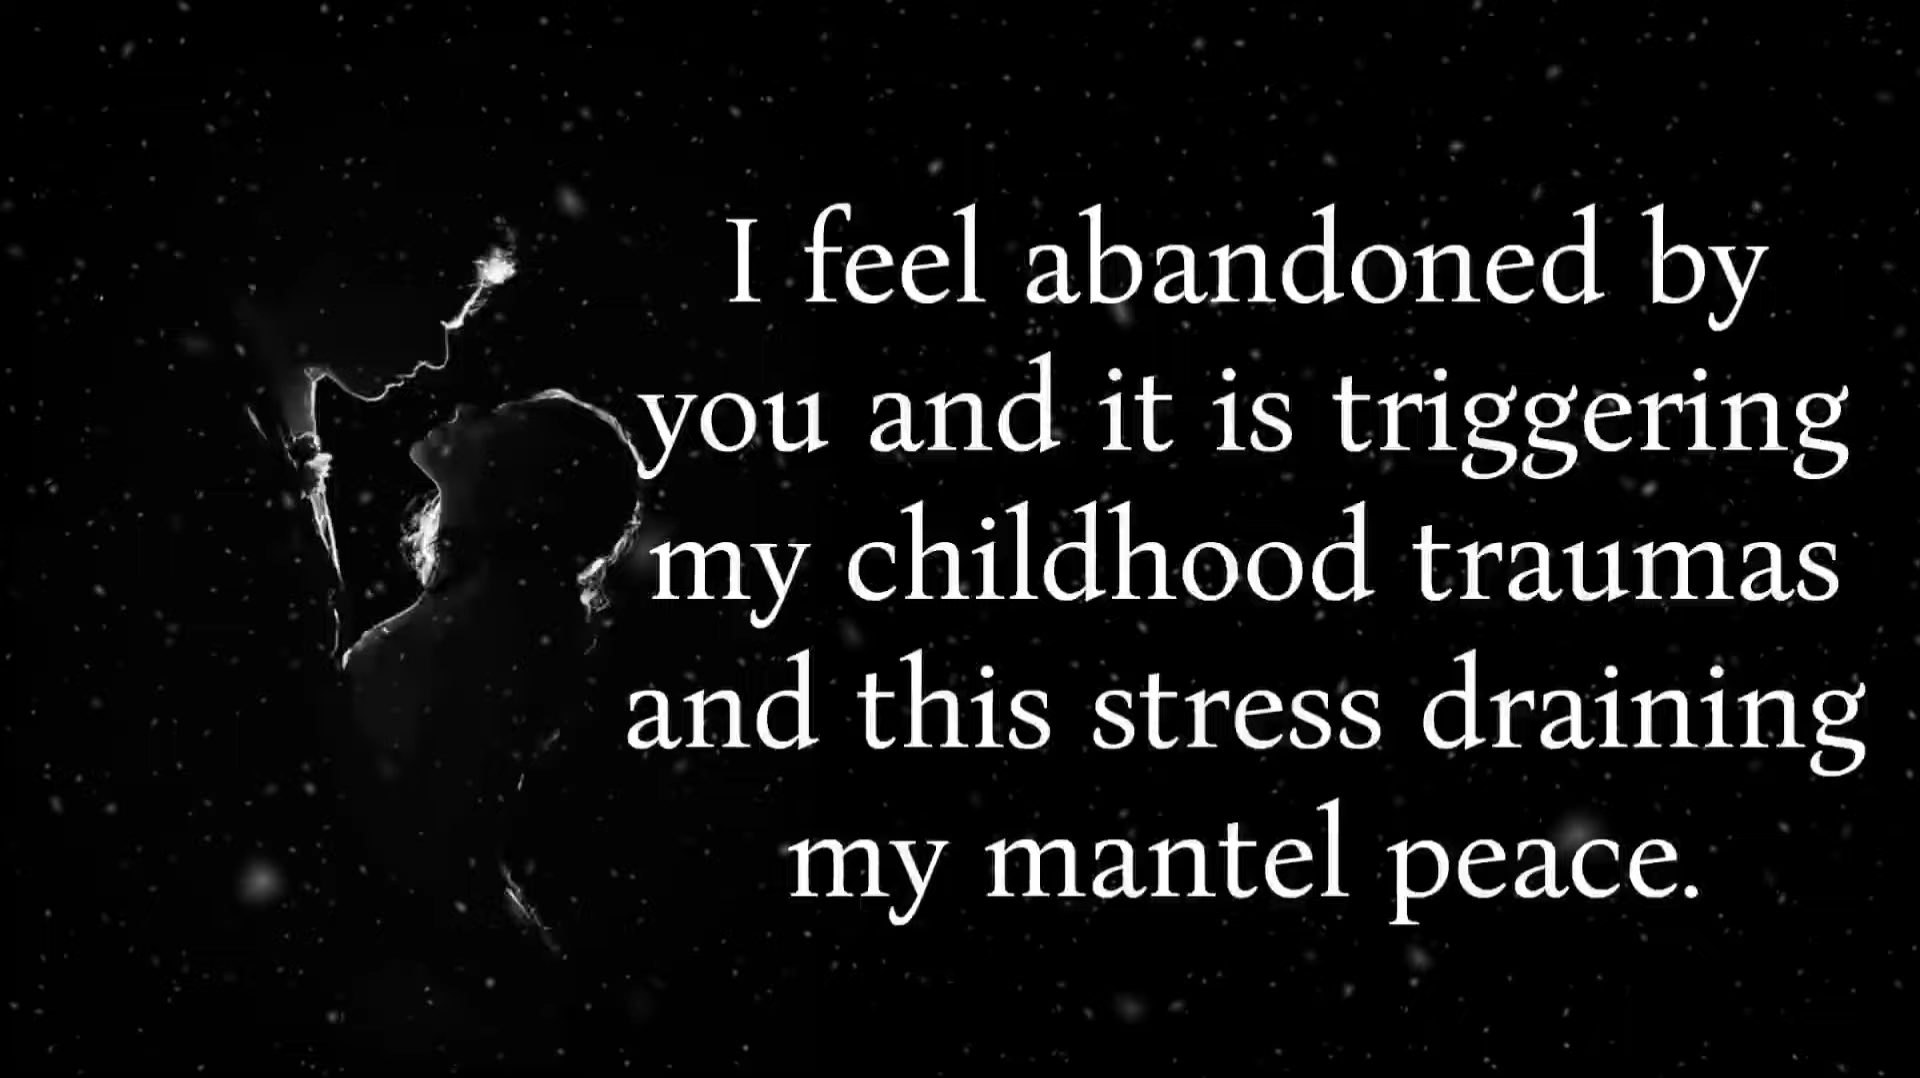 I feel abandoned by
you and it is triggering
my childhood traumas
and this stress draining
my mantel peace.